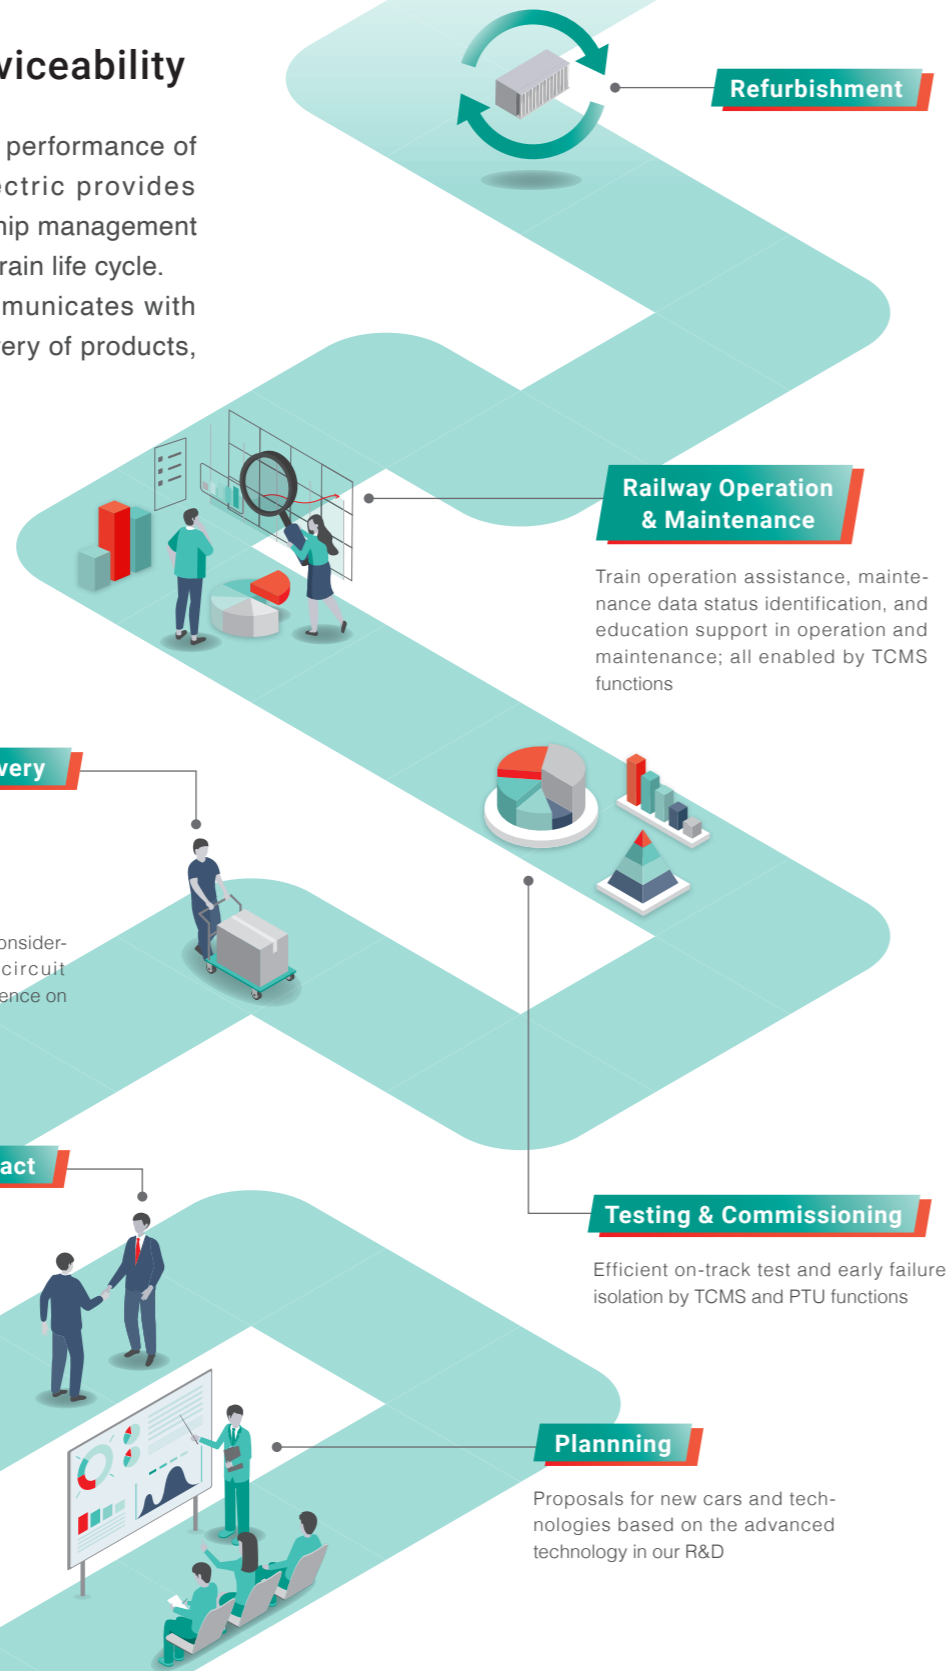 viceability
performance of
ectric provides
hip management
rain life cycle.
municates with
very of products,
Refurbishment
Railway Operation
& Maintenance
Train operation assistance, mainte-
nance data status identification, and
education support in operation and
maintenance; all enabled by TCMS
functions
very
onsider-
circuit
ence on
act
Testing & Commissioning
Efficient on-track test and early failure
isolation by TCMS and PTU functions
Plannning
Proposals for new cars and tech-
nologies based on the advanced
technology in our R&D